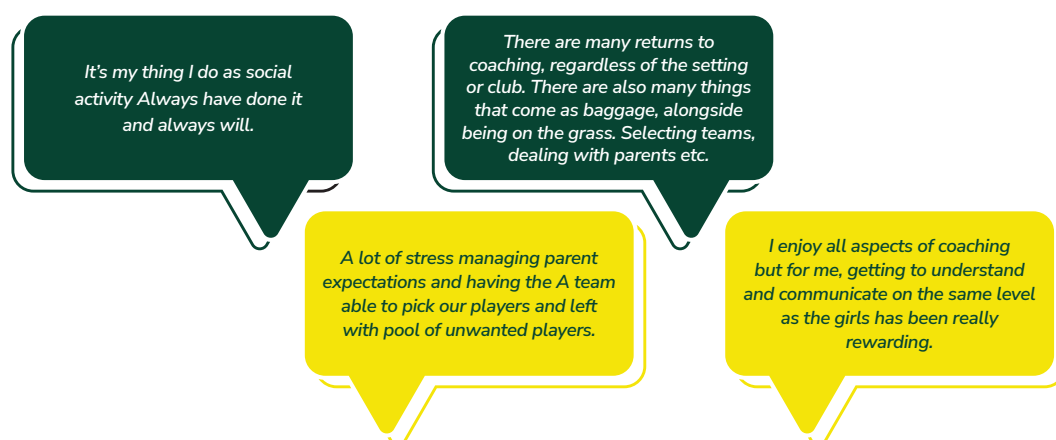 It's my thing I do as social
activity Always have done it
and always will.
There are many returns to
coaching, regardless of the setting
or club. There are also many things
that come as baggage, alongside
being on the grass. Selecting teams,
dealing with parents etc.
A lot of stress managing parent
expectations and having the A team
able to pick our players and left
with pool of unwanted players.
I enjoy all aspects of coaching
but for me, getting to understand
and communicate on the same level
as the girls has been really
rewarding.